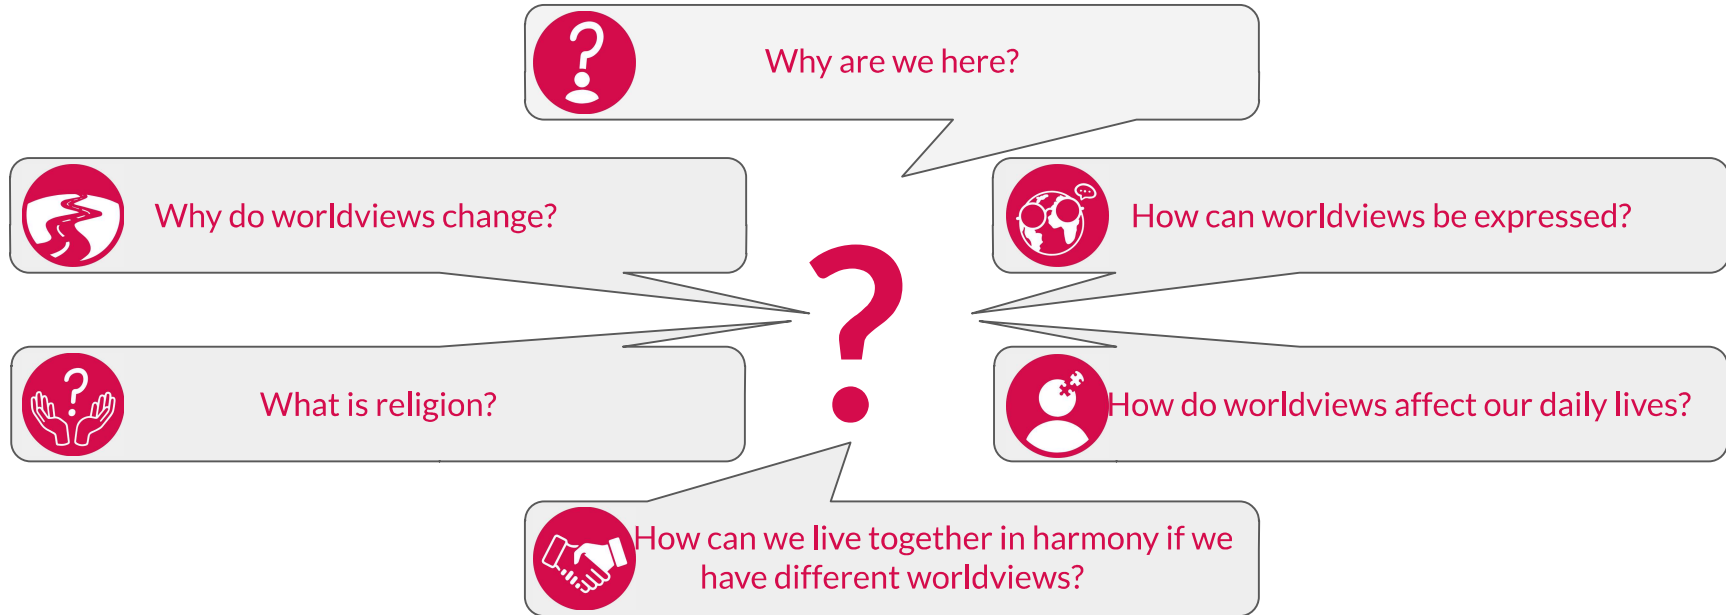 Why are we here?
Why do worldviews change?
How can worldviews be expressed?
?
What is religion?
How do worldviews affect our daily lives?
How can we live together in harmony if we
have different worldviews?